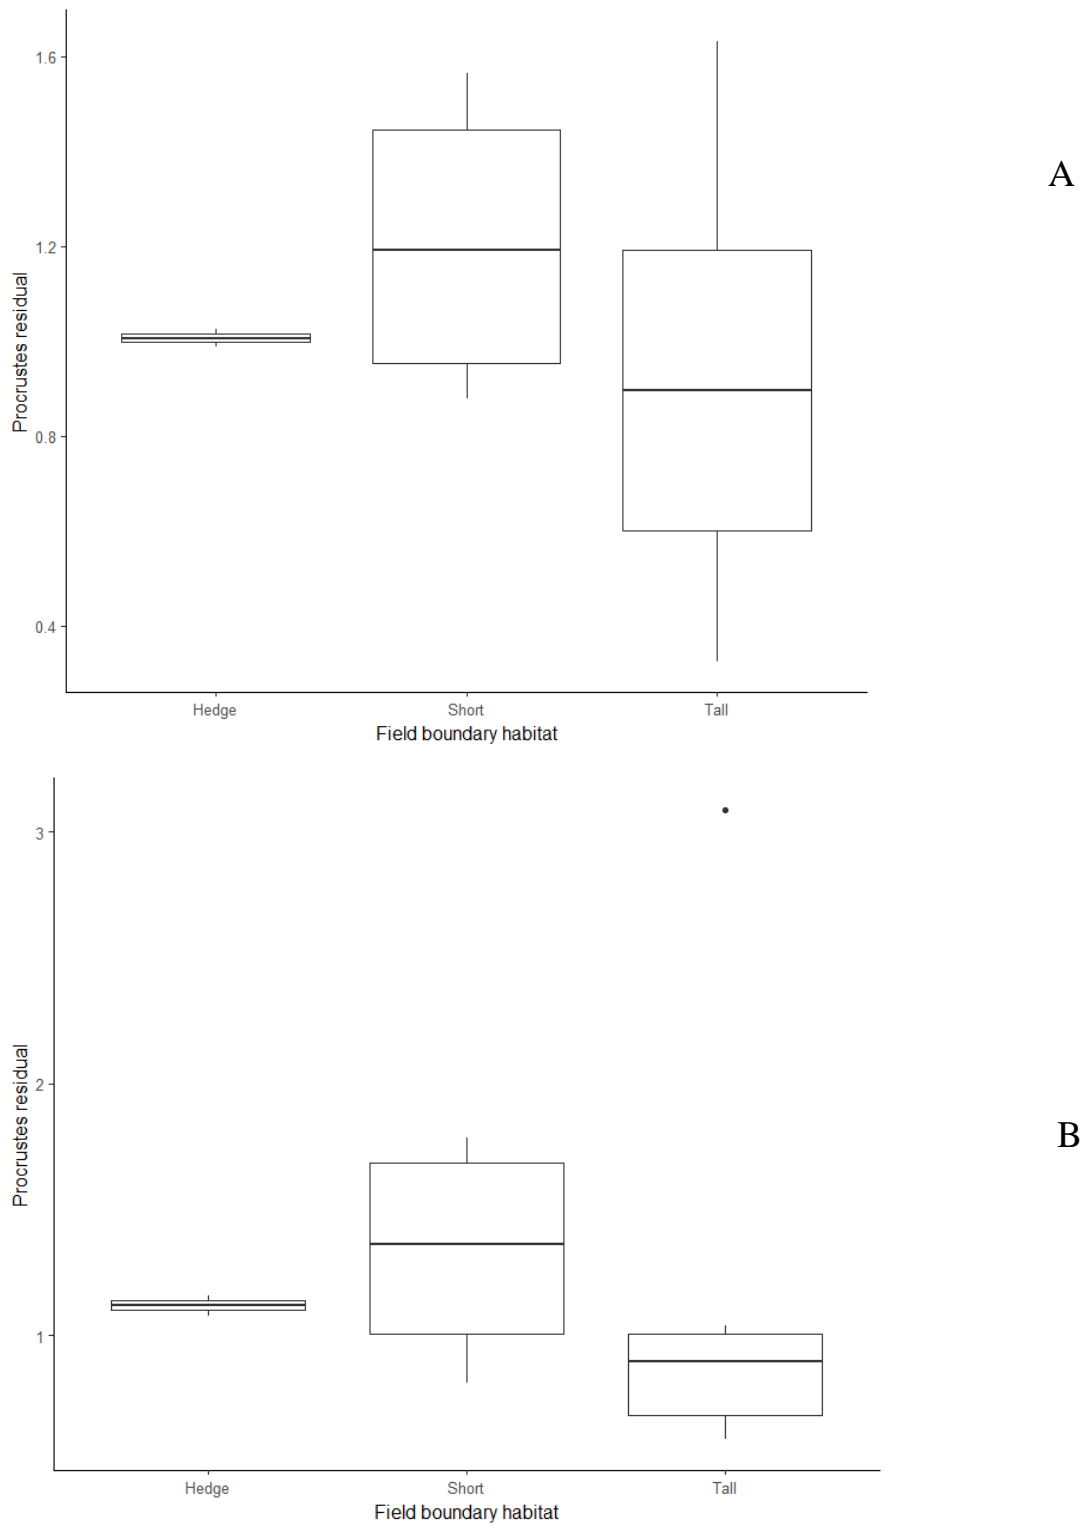 1.6
1.2
0.8
0.4
Procrustes residual
Hedge Short Tall
Field boundary habitat
A
3
2
1
Procrustes residual
Hedge Short Tall
Field boundary habitat
B